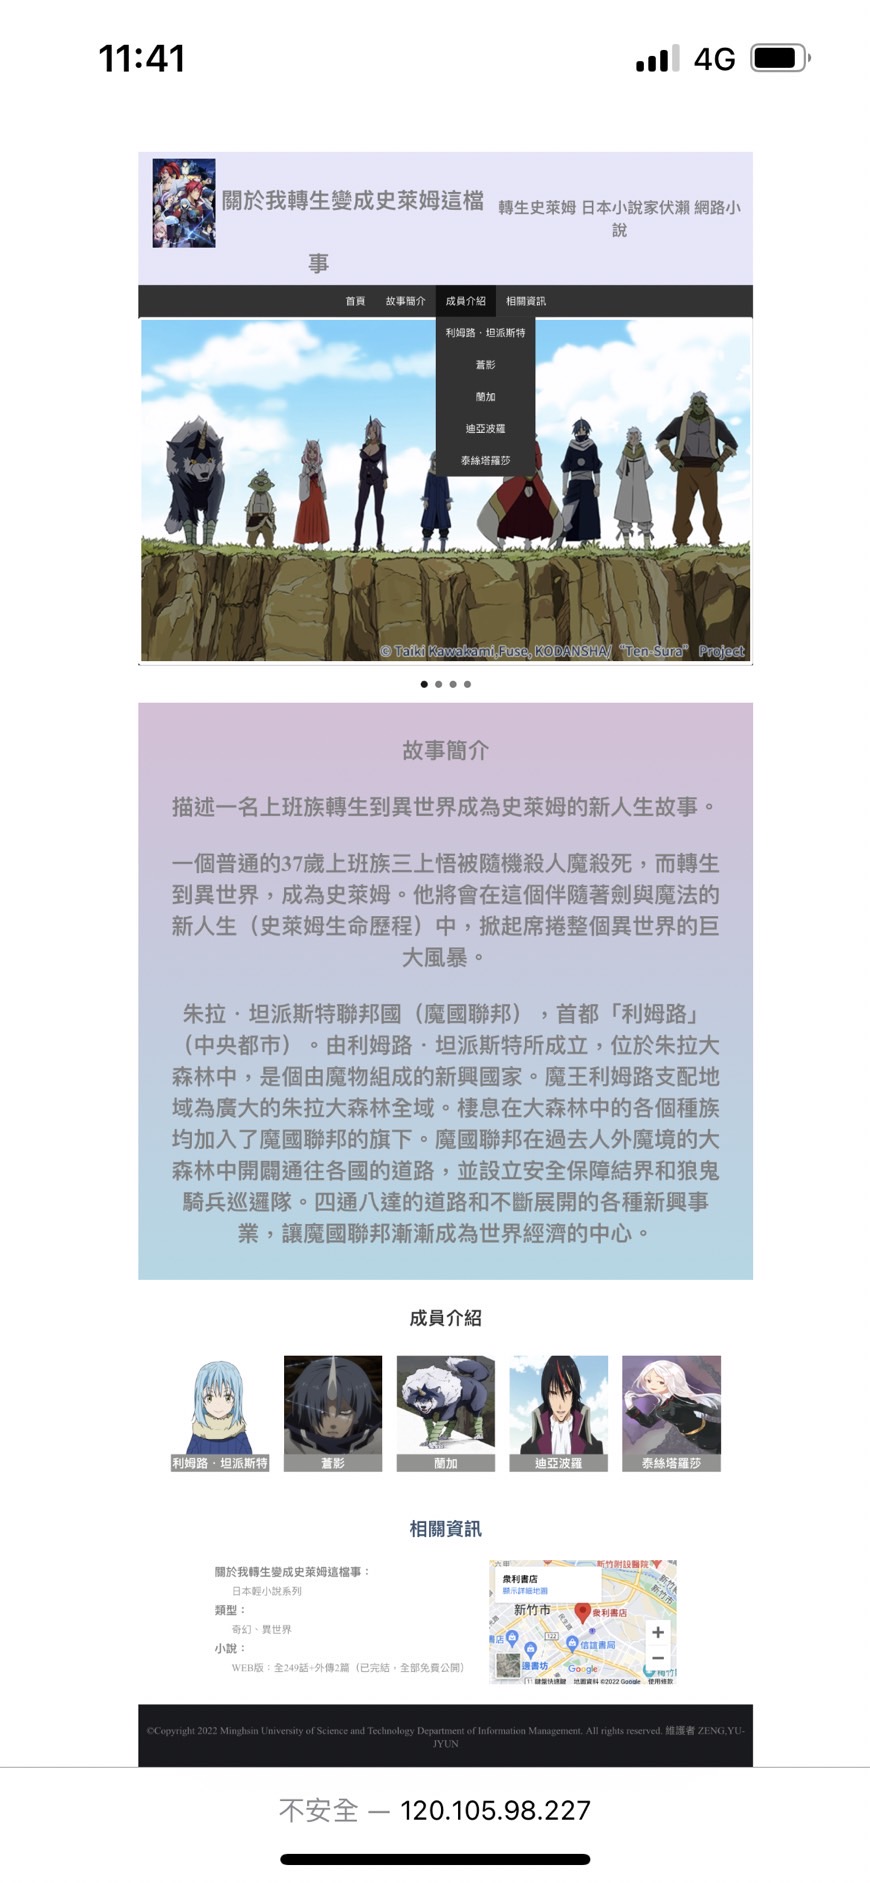 11:41
4G
關於我轉生變成史萊姆這檔
事
轉生史萊姆 日本小說家伏瀨 網路小
說
首頁 故事簡介 成員介紹 相關資訊
利姆路‧坦派斯特
蒼影
蘭加
迪亞波羅
泰絲塔羅莎
© Taiki Kawakami,Fuse, KODANSHA/“Ten-Sura” Project
故事簡介
描述一名上班族轉生到異世界成為史萊姆的新人生故事。
一個普通的37歲上班族三上悟被隨機殺人魔殺死，而轉生
到異世界，成為史萊姆。他將會在這個伴隨著劍與魔法的
新人生（史萊姆生命歷程）中，掀起席捲整個異世界的巨
大風暴。
朱拉‧坦派斯特聯邦國（魔國聯邦），首都「利姆路」
（中央都市）。由利姆路‧坦派斯特所成立，位於朱拉大
森林中，是個由魔物組成的新興國家。魔王利姆路支配地
域為廣大的朱拉大森林全域。棲息在大森林中的各個種族
均加入了魔國聯邦的旗下。魔國聯邦在過去人外魔境的大
森林中開闢通往各國的道路，並設立安全保障結界和狼鬼
騎兵巡邏隊。四通八達的道路和不斷展開的各種新興事
業，讓魔國聯邦漸漸成為世界經濟的中心。
成員介紹
利姆路‧坦派斯特
蒼影
蘭加
迪亞波羅
泰絲塔羅莎
相關資訊
關於我轉生變成史萊姆這檔事：
日本輕小說系列
類型：
奇幻、異世界
小說：
WEB版：全249話+外傳2篇（已完結，全部免費公開）
六甲
新竹附設醫院
衆利書店
顯示詳細地圖
新竹市
民生路
衆利書店
122
書店
信誼書局
邊書坊
Google
鍵盤快速鍵 地圖資料 ©2022 Google 使用條款
©Copyright 2022 Minghsin University of Science and Technology Department of Information Management. All rights reserved. 維護者 ZENG,YU-
JYUN
不安全 — 120.105.98.227